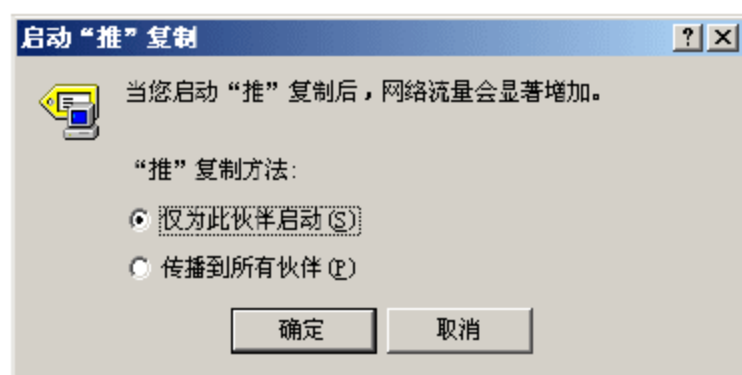 启动“推”复制
当您启动“推”复制后，网络流量会显著增加。
“推”复制方法:
仅为此伙伴启动(S)
传播到所有伙伴(P)
确定 取消